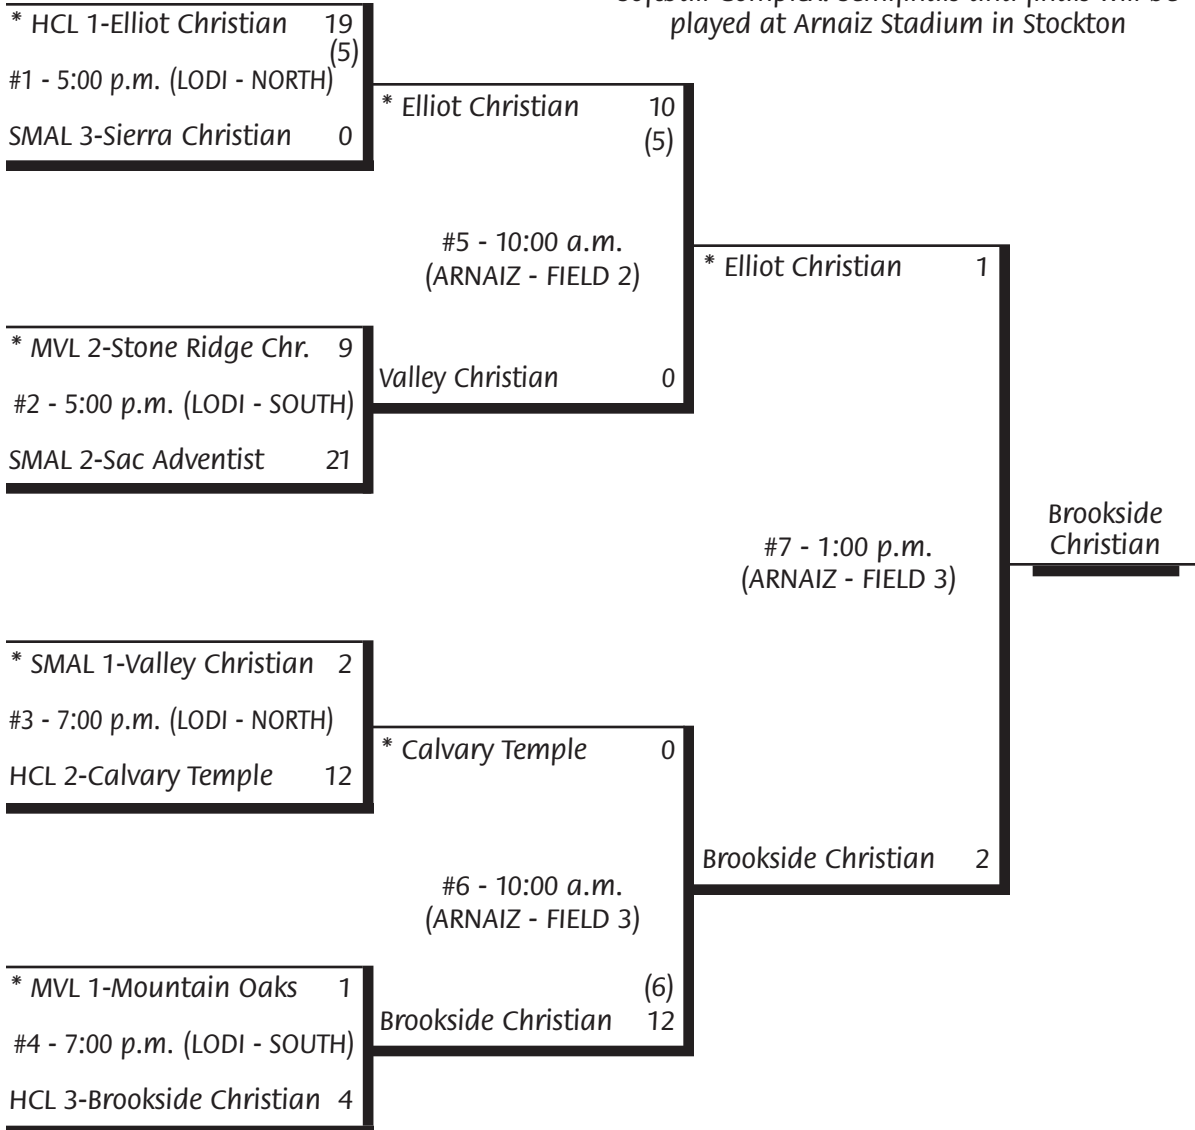 played at Arnaiz Stadium in Stockton
* HCL 1-Elliot Christian 19
(5)
#1 - 5:00 p.m. (LODI - NORTH)
SMAL 3-Sierra Christian 0
* Elliot Christian 10
(5)
#5 - 10:00 a.m.
(ARNAIZ - FIELD 2)
Valley Christian 0
* MVL 2-Stone Ridge Chr. 9
#2 - 5:00 p.m. (LODI - SOUTH)
SMAL 2-Sac Adventist 21
* Elliot Christian 1
#7 - 1:00 p.m.
(ARNAIZ - FIELD 3)
Brookside Christian 2
Brookside
Christian
* SMAL 1-Valley Christian 2
#3 - 7:00 p.m. (LODI - NORTH)
HCL 2-Calvary Temple 12
* Calvary Temple 0
#6 - 10:00 a.m.
(ARNAIZ - FIELD 3)
(6)
Brookside Christian 12
* MVL 1-Mountain Oaks 1
#4 - 7:00 p.m. (LODI - SOUTH)
HCL 3-Brookside Christian 4